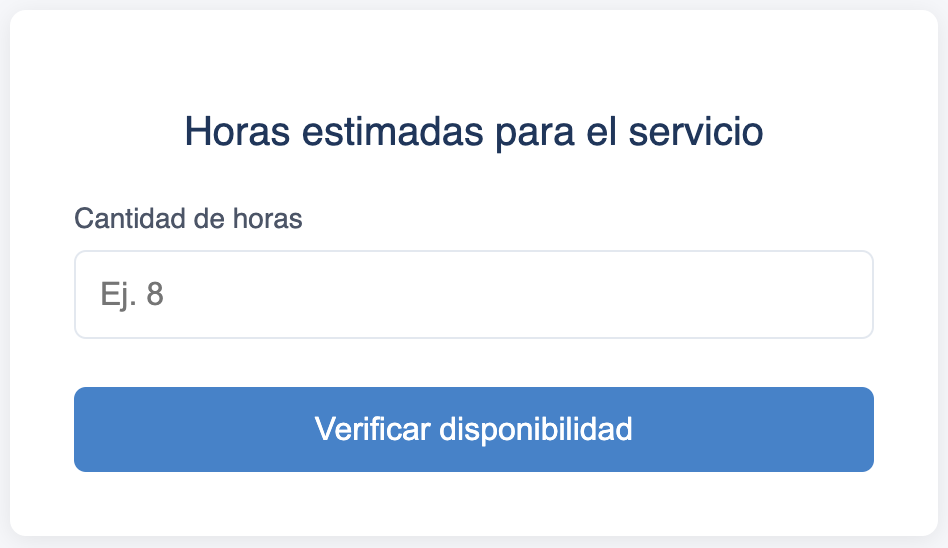 Horas estimadas para el servicio
Cantidad de horas
Ej. 8
Verificar disponibilidad